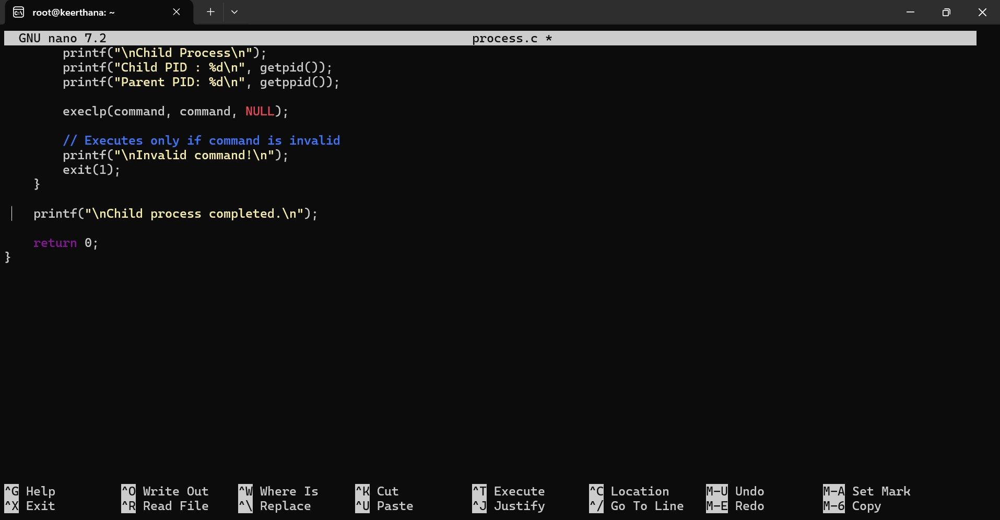 root@keerthana: ~
GNU nano 7.2 process.c *
printf("\nChild Process\n");
printf("Child PID : %d\n", getpid());
printf("Parent PID: %d\n", getppid());
execlp(command, command, NULL);
// Executes only if command is invalid
printf("\nInvalid command!\n");
exit(1);
}
printf("\nChild process completed.\n");
return 0;
}
^G Help ^O Write Out ^W Where Is ^K Cut ^T Execute ^C Location M-U Undo M-A Set Mark
^X Exit ^R Read File ^\ Replace ^U Paste ^J Justify ^/ Go To Line M-E Redo M-6 Copy